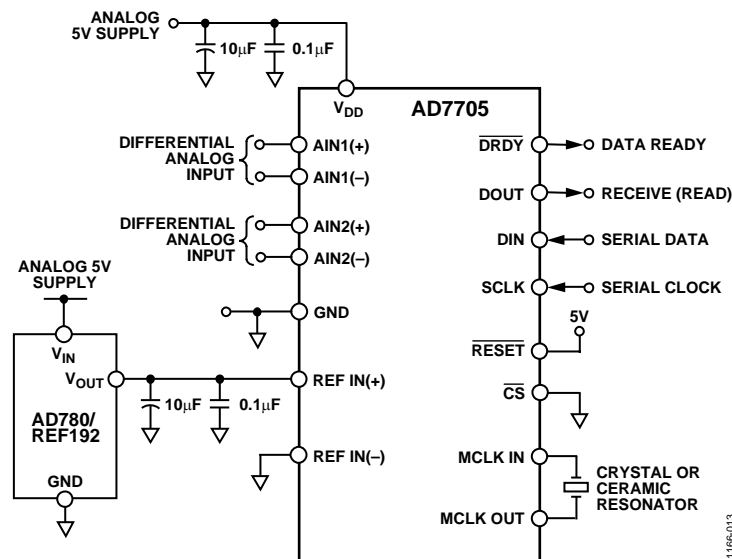 ANALOG
5V SUPPLY
10μF
0.1μF
VDD
AD7705
DIFFERENTIAL
ANALOG
INPUT
AIN1(+)
AIN1(–)
DRDY
DATA READY
DOUT
RECEIVE (READ)
DIFFERENTIAL
ANALOG
INPUT
AIN2(+)
AIN2(–)
DIN
SERIAL DATA
SCLK
SERIAL CLOCK
ANALOG 5V
SUPPLY
GND
5V
RESET
VIN
VOUT
REF IN(+)
CS
AD780/
REF192
10μF
0.1μF
GND
REF IN(–)
MCLK IN
MCLK OUT
CRYSTAL OR
CERAMIC
RESONATOR